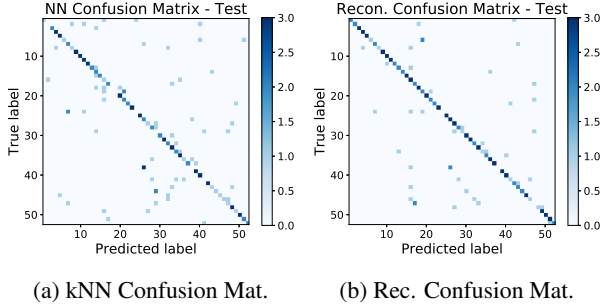 NN Confusion Matrix - Test
True label
10
20
30
40
50
10 20 30 40 50
Predicted label
3.0
2.5
2.0
1.5
1.0
0.5
0.0
(a) kNN Confusion Mat.
Recon. Confusion Matrix - Test
True label
10
20
30
40
50
10 20 30 40 50
Predicted label
3.0
2.5
2.0
1.5
1.0
0.5
0.0
(b) Rec. Confusion Mat.